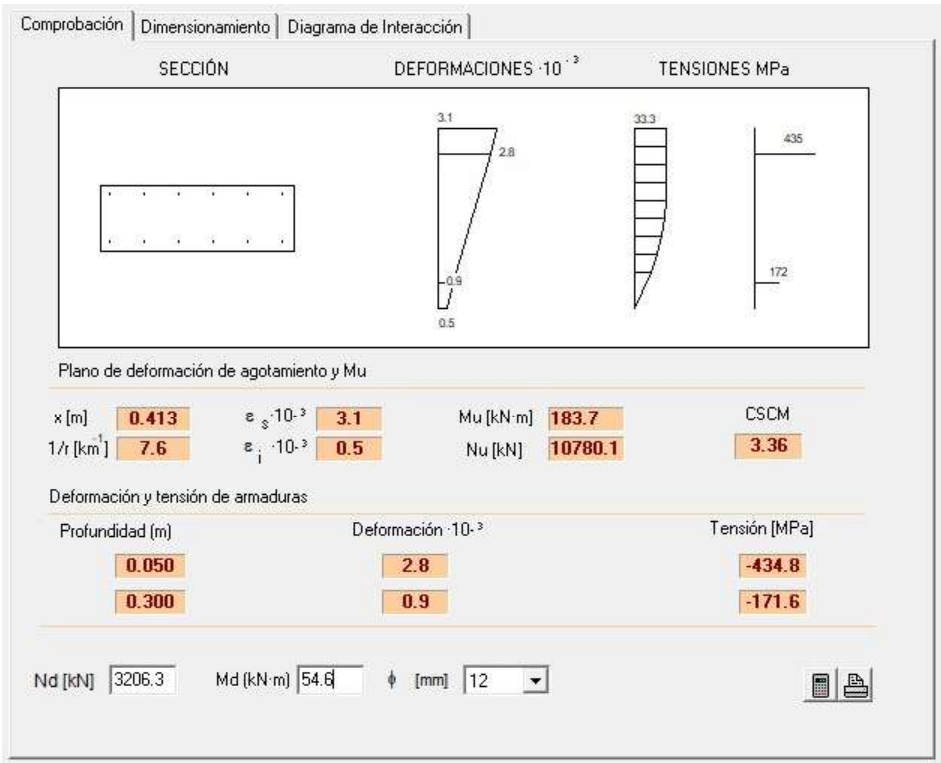 Comprobación Dimensionamiento Diagrama de Interacción
SECCIÓN DEFORMACIONES ·10⁻³ TENSIONES MPa
3.1 33.3
2.8 435
0.9 172
0.5
Plano de deformación de agotamiento y Mu
x [m] 0.413 ε s ·10-³ 3.1 Mu [kN·m] 183.7 CSCM
1/r [km⁻¹] 7.6 ε i ·10-³ 0.5 Nu [kN] 10780.1 3.36
Deformación y tensión de armaduras
Profundidad (m) Deformación ·10-³ Tensión [MPa]
0.050 2.8 -434.8
0.300 0.9 -171.6
Nd [kN] 3206.3 Md (kN·m) 54.6 ϕ [mm] 12